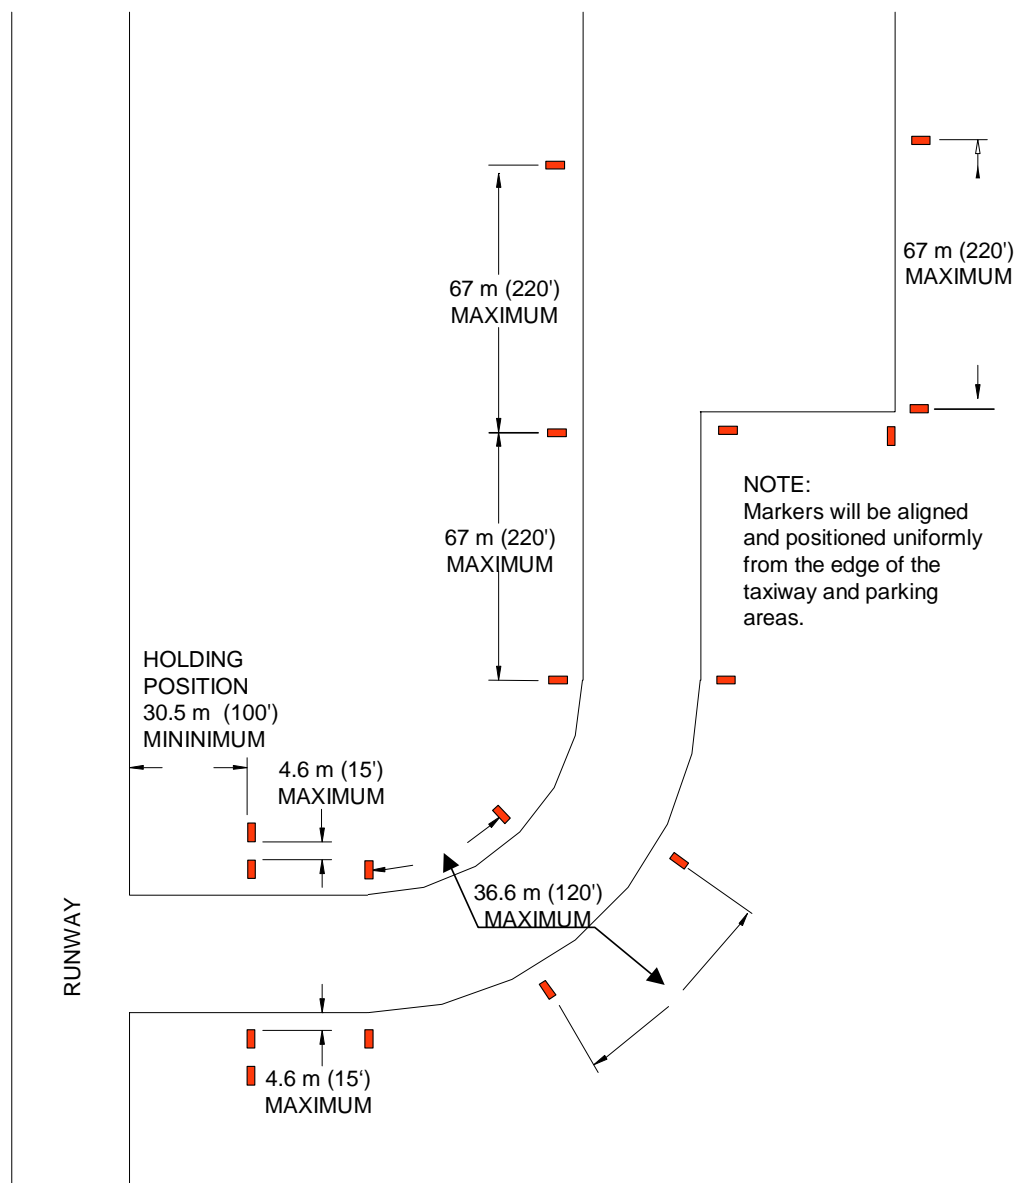 67 m (220')
MAXIMUM
67 m (220')
MAXIMUM
67 m (220')
MAXIMUM
NOTE:
Markers will be aligned
and positioned uniformly
from the edge of the
taxiway and parking
areas.
HOLDING
POSITION
30.5 m  (100')
MININIMUM
4.6 m (15')
MAXIMUM
36.6 m (120')
MAXIMUM
RUNWAY
4.6 m (15‘)
MAXIMUM